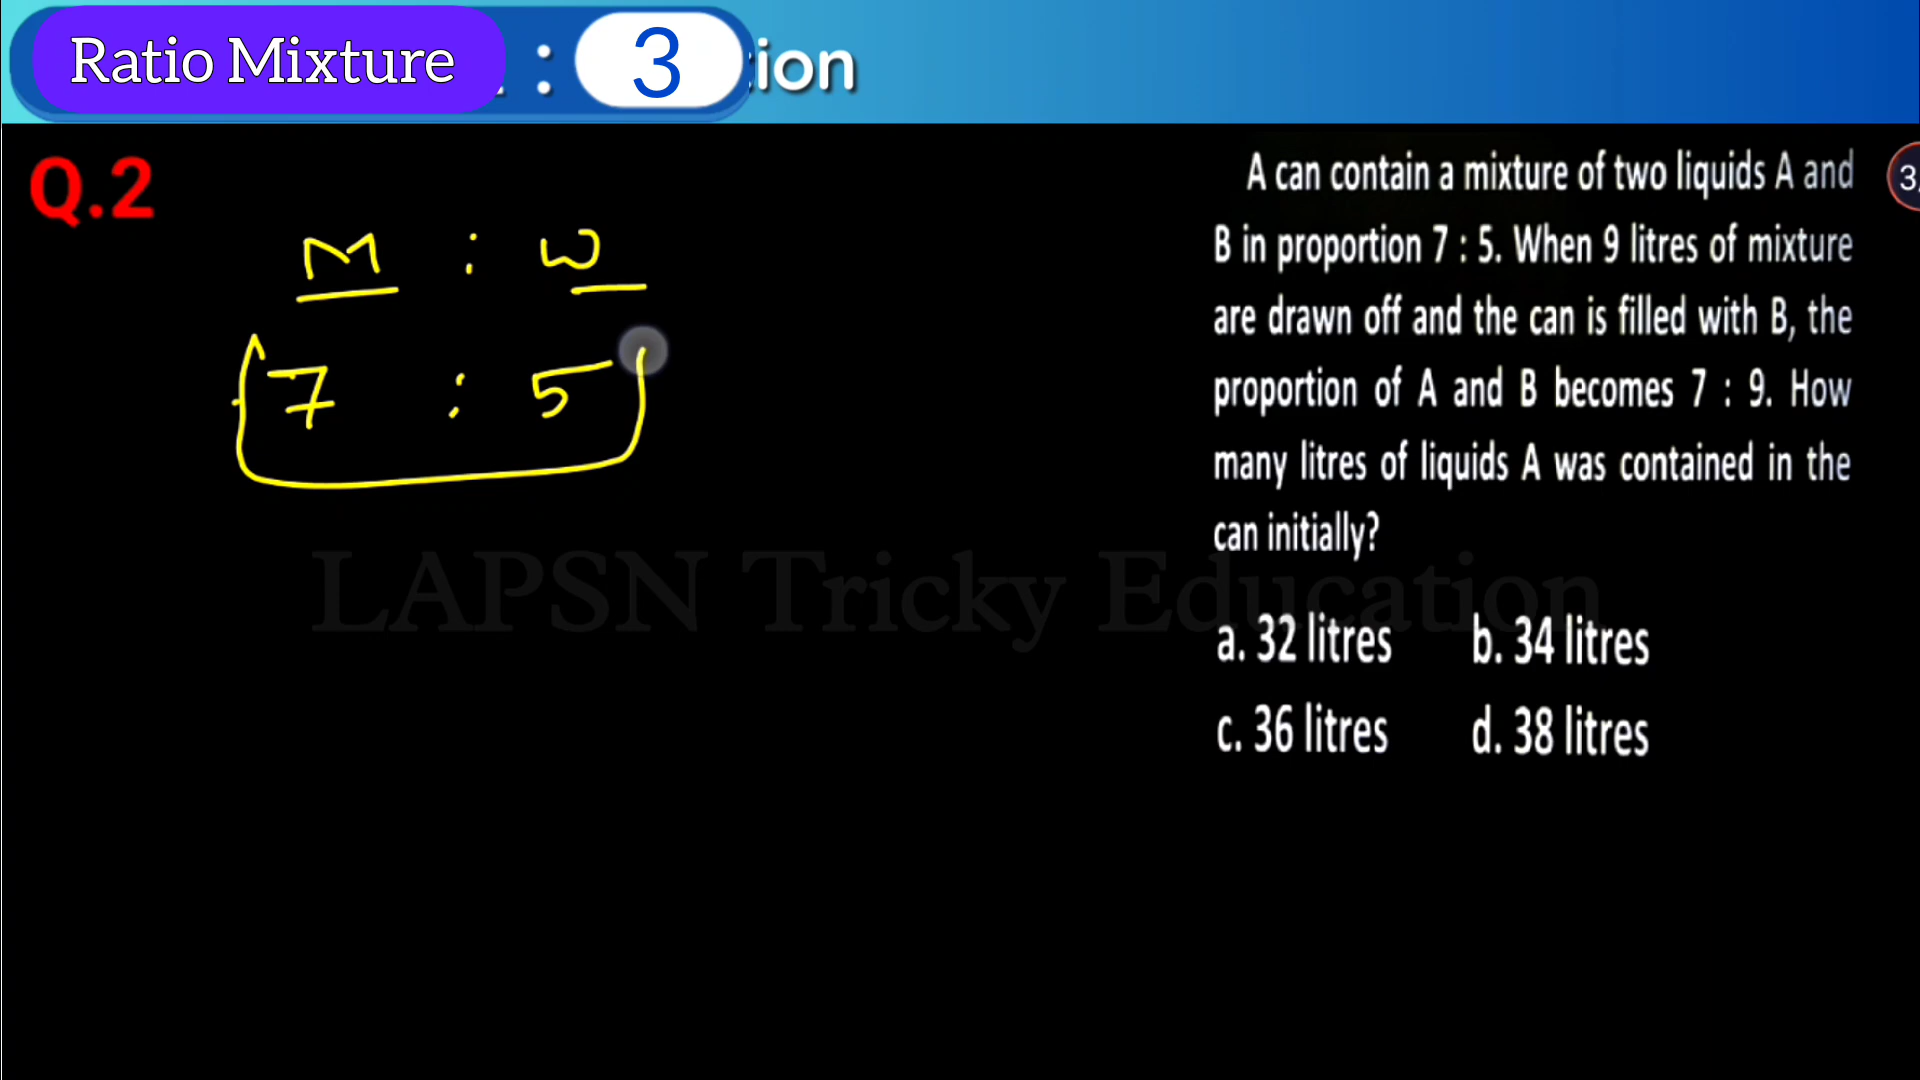 Ratio Mixture : 3 tion
Q.2
M : W
7 : 5
A can contain a mixture of two liquids A and
B in proportion 7 : 5. When 9 litres of mixture
are drawn off and the can is filled with B, the
proportion of A and B becomes 7 : 9. How
many litres of liquids A was contained in the
can initially?
a. 32 litres b. 34 litres
c. 36 litres d. 38 litres
3.
LAPSN Tricky Education